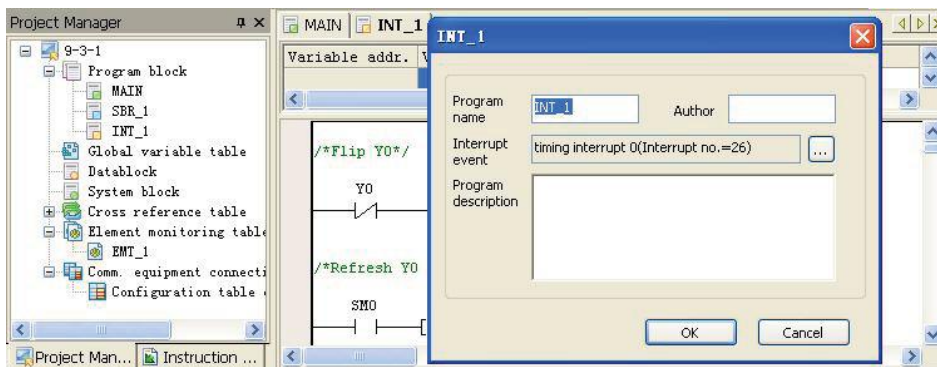 Project Manager
9-3-1
Program block
MAIN
SBR_1
INT_1
Global variable table
Datablock
System block
Cross reference table
Element monitoring table
EMT_1
Comm. equipment connecti
Configuration table
Project Man...
Instruction ...
MAIN
INT_1
Variable addr.
/*Flip Y0*/
Y0
/*Refresh Y0
SM0
INT_1
Program name
INT_1
Author
Interrupt event
timing interrupt 0(Interrupt no.=26)
...
Program description
OK
Cancel